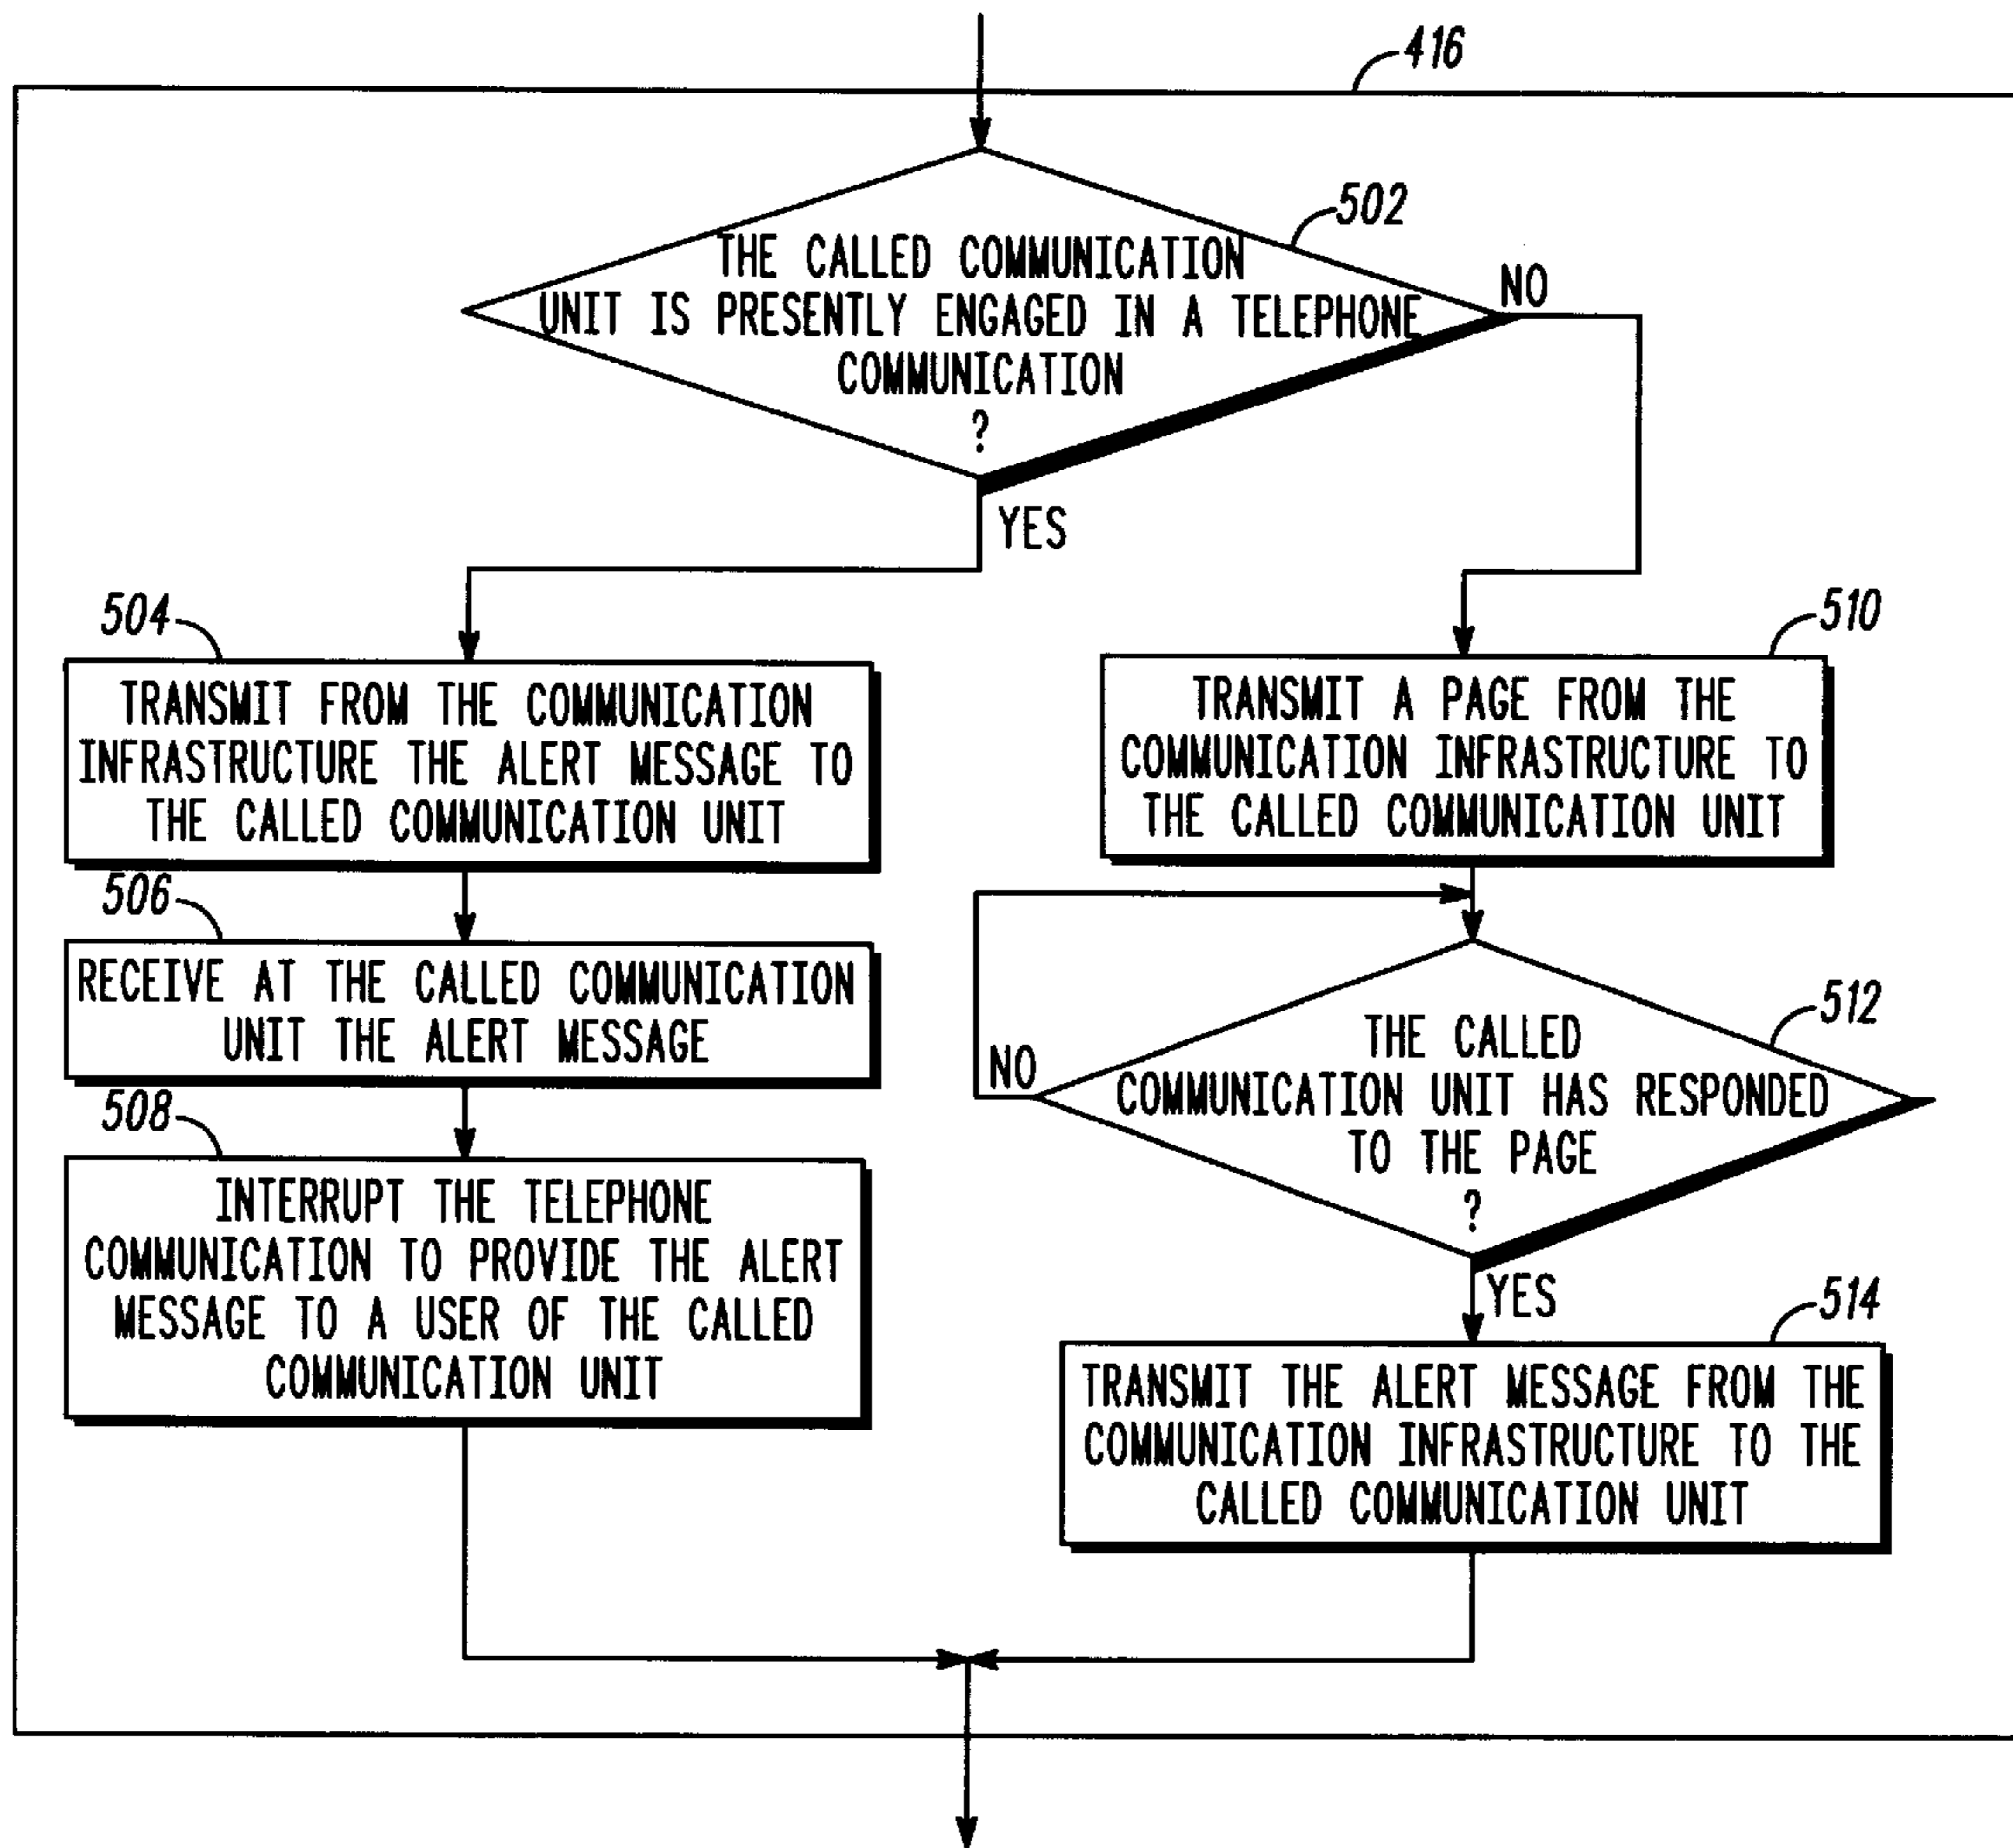 416
502
THE CALLED COMMUNICATION
UNIT IS PRESENTLY ENGAGED IN A TELEPHONE
COMMUNICATION
?
NO
YES
504
TRANSMIT FROM THE COMMUNICATION
INFRASTRUCTURE THE ALERT MESSAGE TO
THE CALLED COMMUNICATION UNIT
506
RECEIVE AT THE CALLED COMMUNICATION
UNIT THE ALERT MESSAGE
508
INTERRUPT THE TELEPHONE
COMMUNICATION TO PROVIDE THE ALERT
MESSAGE TO A USER OF THE CALLED
COMMUNICATION UNIT
510
TRANSMIT A PAGE FROM THE
COMMUNICATION INFRASTRUCTURE TO
THE CALLED COMMUNICATION UNIT
512
THE CALLED
COMMUNICATION UNIT HAS RESPONDED
TO THE PAGE
?
NO
YES
514
TRANSMIT THE ALERT MESSAGE FROM THE
COMMUNICATION INFRASTRUCTURE TO THE
CALLED COMMUNICATION UNIT